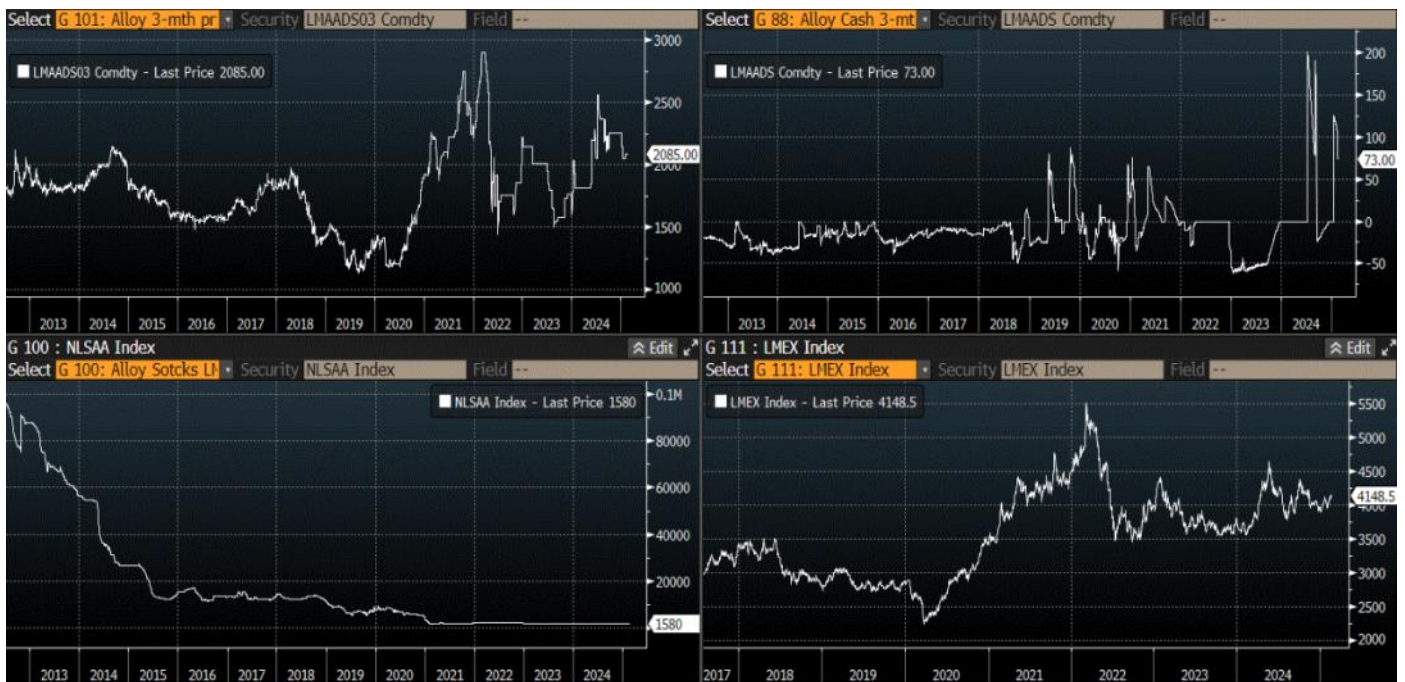 Select G 101: Alloy 3-mth pr Security LMAADS03 Comdty Field --
LMAADS03 Comdty - Last Price 2085.00
3000
2500
2085.00
2000
1500
1000
2013 2014 2015 2016 2017 2018 2019 2020 2021 2022 2023 2024
Select G 88: Alloy Cash 3-mt Security LMAADS Comdty Field --
LMAADS Comdty - Last Price 73.00
200
150
100
73.00
50
0
-50
2013 2014 2015 2016 2017 2018 2019 2020 2021 2022 2023 2024
G 100 : NLSAA Index Edit
Select G 100: Alloy Sotcks LM Security NLSAA Index Field --
NLSAA Index - Last Price 1580
0.1M
80000
60000
40000
20000
1580
2013 2014 2015 2016 2017 2018 2019 2020 2021 2022 2023 2024
G 111 : LMEX Index Edit
Select G 111: LMEX Index Security LMEX Index Field --
LMEX Index - Last Price 4148.5
5500
5000
4500
4148.5
4000
3500
3000
2500
2000
2017 2018 2019 2020 2021 2022 2023 2024